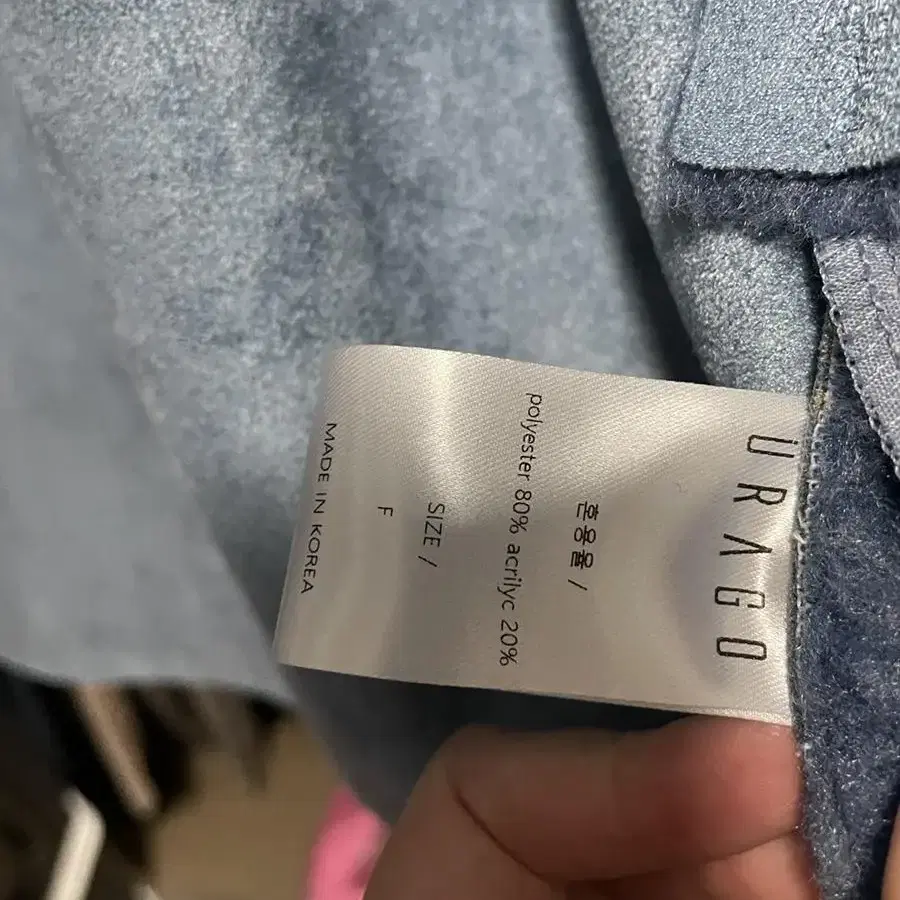 URAGO
혼용율 /
polyester 80% acrilyc 20%
SIZE /
F
MADE IN KOREA